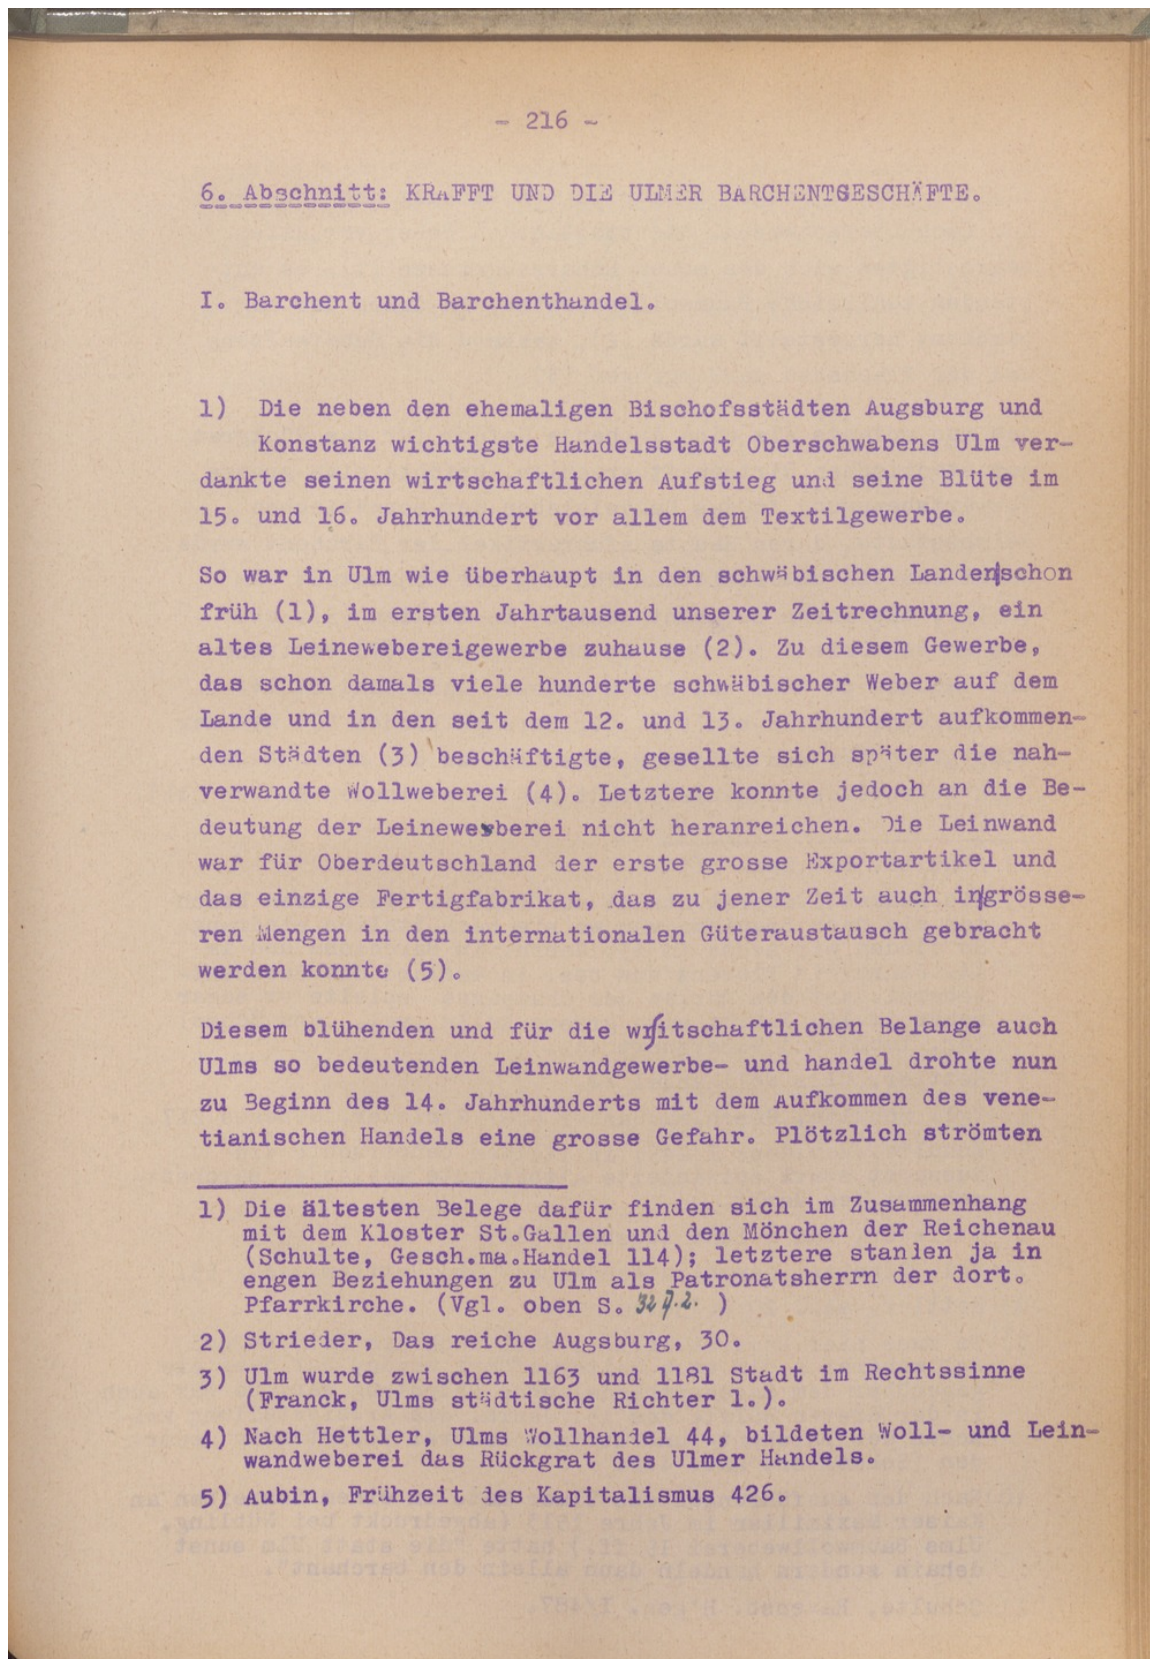 - 216 -
6. Abschnitt: KRAFFT UND DIE ULMER BARCHENTGESCHÄFTE.
I. Barchent und Barchenthandel.
1) Die neben den ehemaligen Bischofsstädten Augsburg und
Konstanz wichtigste Handelsstadt Oberschwabens Ulm ver-
dankte seinen wirtschaftlichen Aufstieg und seine Blüte im
15. und 16. Jahrhundert vor allem dem Textilgewerbe.
So war in Ulm wie überhaupt in den schwäbischen Landen|schon
früh (1), im ersten Jahrtausend unserer Zeitrechnung, ein
altes Leinewebereigewerbe zuhause (2). Zu diesem Gewerbe,
das schon damals viele hunderte schwäbischer Weber auf dem
Lande und in den seit dem 12. und 13. Jahrhundert aufkommen-
den Städten (3) beschäftigte, gesellte sich später die nah-
verwandte Wollweberei (4). Letztere konnte jedoch an die Be-
deutung der Leineweberei nicht heranreichen. Die Leinwand
war für Oberdeutschland der erste grosse Exportartikel und
das einzige Fertigfabrikat, das zu jener Zeit auch in|grösse-
ren Mengen in den internationalen Güteraustausch gebracht
werden konnte (5).
Diesem blühenden und für die writschaftlichen Belange auch
Ulms so bedeutenden Leinwandgewerbe- und handel drohte nun
zu Beginn des 14. Jahrhunderts mit dem Aufkommen des vene-
tianischen Handels eine grosse Gefahr. Plötzlich strömten
1) Die ältesten Belege dafür finden sich im Zusammenhang
mit dem Kloster St.Gallen und den Mönchen der Reichenau
(Schulte, Gesch.ma.Handel 114); letztere standen ja in
engen Beziehungen zu Ulm als Patronatsherrn der dort.
Pfarrkirche. (Vgl. oben S. 32 )
2) Strieder, Das reiche Augsburg, 30.
3) Ulm wurde zwischen 1163 und 1181 Stadt im Rechtssinne
(Franck, Ulms städtische Richter 1.).
4) Nach Hettler, Ulms Wollhandel 44, bildeten Woll- und Lein-
wandweberei das Rückgrat des Ulmer Handels.
5) Aubin, Frühzeit des Kapitalismus 426.